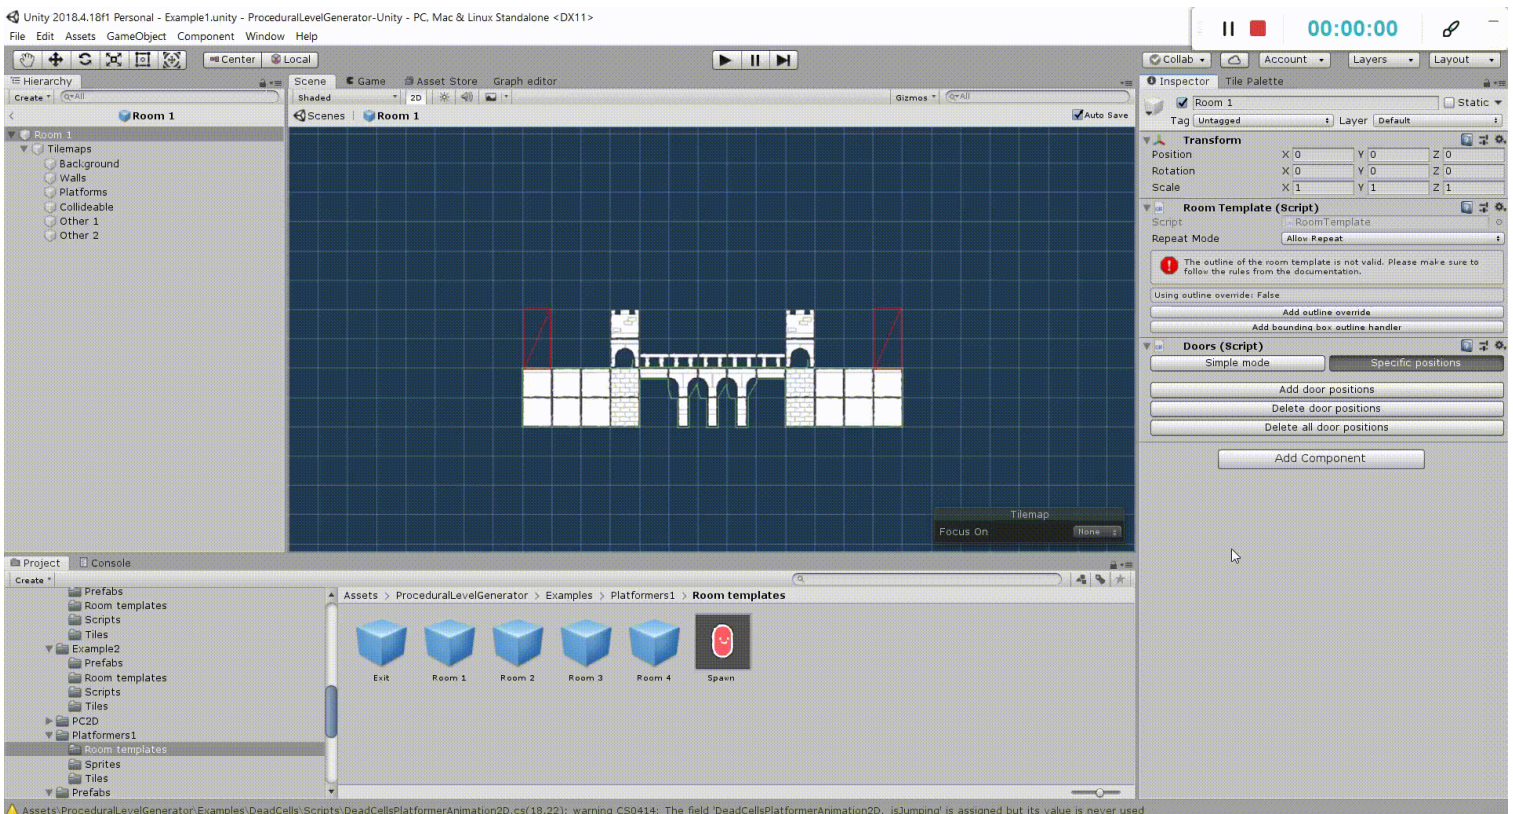 Unity 2018.4.18f1 Personal - Example1.unity - ProceduralLevelGenerator-Unity - PC, Mac & Linux Standalone <DX11>
00:00:00
File Edit Assets GameObject Component Window Help
Center Local
Collab Account Layers Layout
Hierarchy
Create All
Room 1
Room 1
Tilemaps
Background
Walls
Platforms
Collideable
Other 1
Other 2
Scene Game Asset Store Graph editor
Shaded 2D Gizmos All
Scenes Room 1 Auto Save
Tilemap
Focus On None
Inspector Tile Palette
Room 1 Static
Tag Untagged Layer Default
Transform
Position X 0 Y 0 Z 0
Rotation X 0 Y 0 Z 0
Scale X 1 Y 1 Z 1
Room Template (Script)
Script RoomTemplate
Repeat Mode Allow Repeat
The outline of the room template is not valid. Please make sure to
follow the rules from the documentation.
Using outline override: False
Add outline override
Add bounding box outline handler
Doors (Script)
Simple mode Specific positions
Add door positions
Delete door positions
Delete all door positions
Add Component
Project Console
Create
Prefabs
Room templates
Scripts
Tiles
Example2
Prefabs
Room templates
Scripts
Tiles
PC2D
Platformers1
Room templates
Sprites
Tiles
Prefabs
Assets > ProceduralLevelGenerator > Examples > Platformers1 > Room templates
Exit Room 1 Room 2 Room 3 Room 4 Spawn
Assets\ProceduralLevelGenerator\Examples\DeadCells\Scripts\DeadCellsPlatformerAnimation2D.cs(18,22): warning CS0414: The field 'DeadCellsPlatformerAnimation2D._isJumping' is assigned but its value is never used